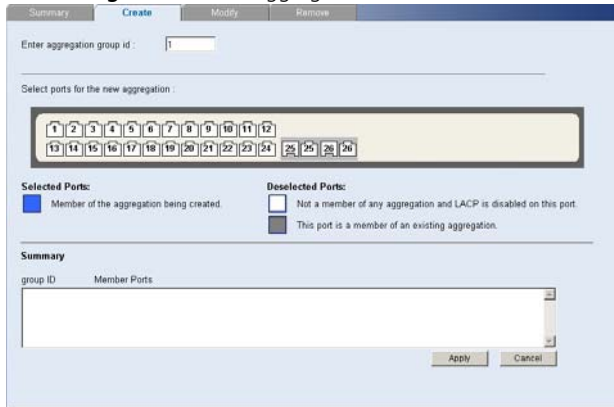 Summary Create Modify Remove
Enter aggregation group id : 1
Select ports for the new aggregation :
1 2 3 4 5 6 7 8 9 10 11 12
13 14 15 16 17 18 19 20 21 22 23 24 25 25 26 26
Selected Ports: Deselected Ports:
Member of the aggregation being created. Not a member of any aggregation and LACP is disabled on this port.
This port is a member of an existing aggregation.
Summary
group ID Member Ports
Apply Cancel